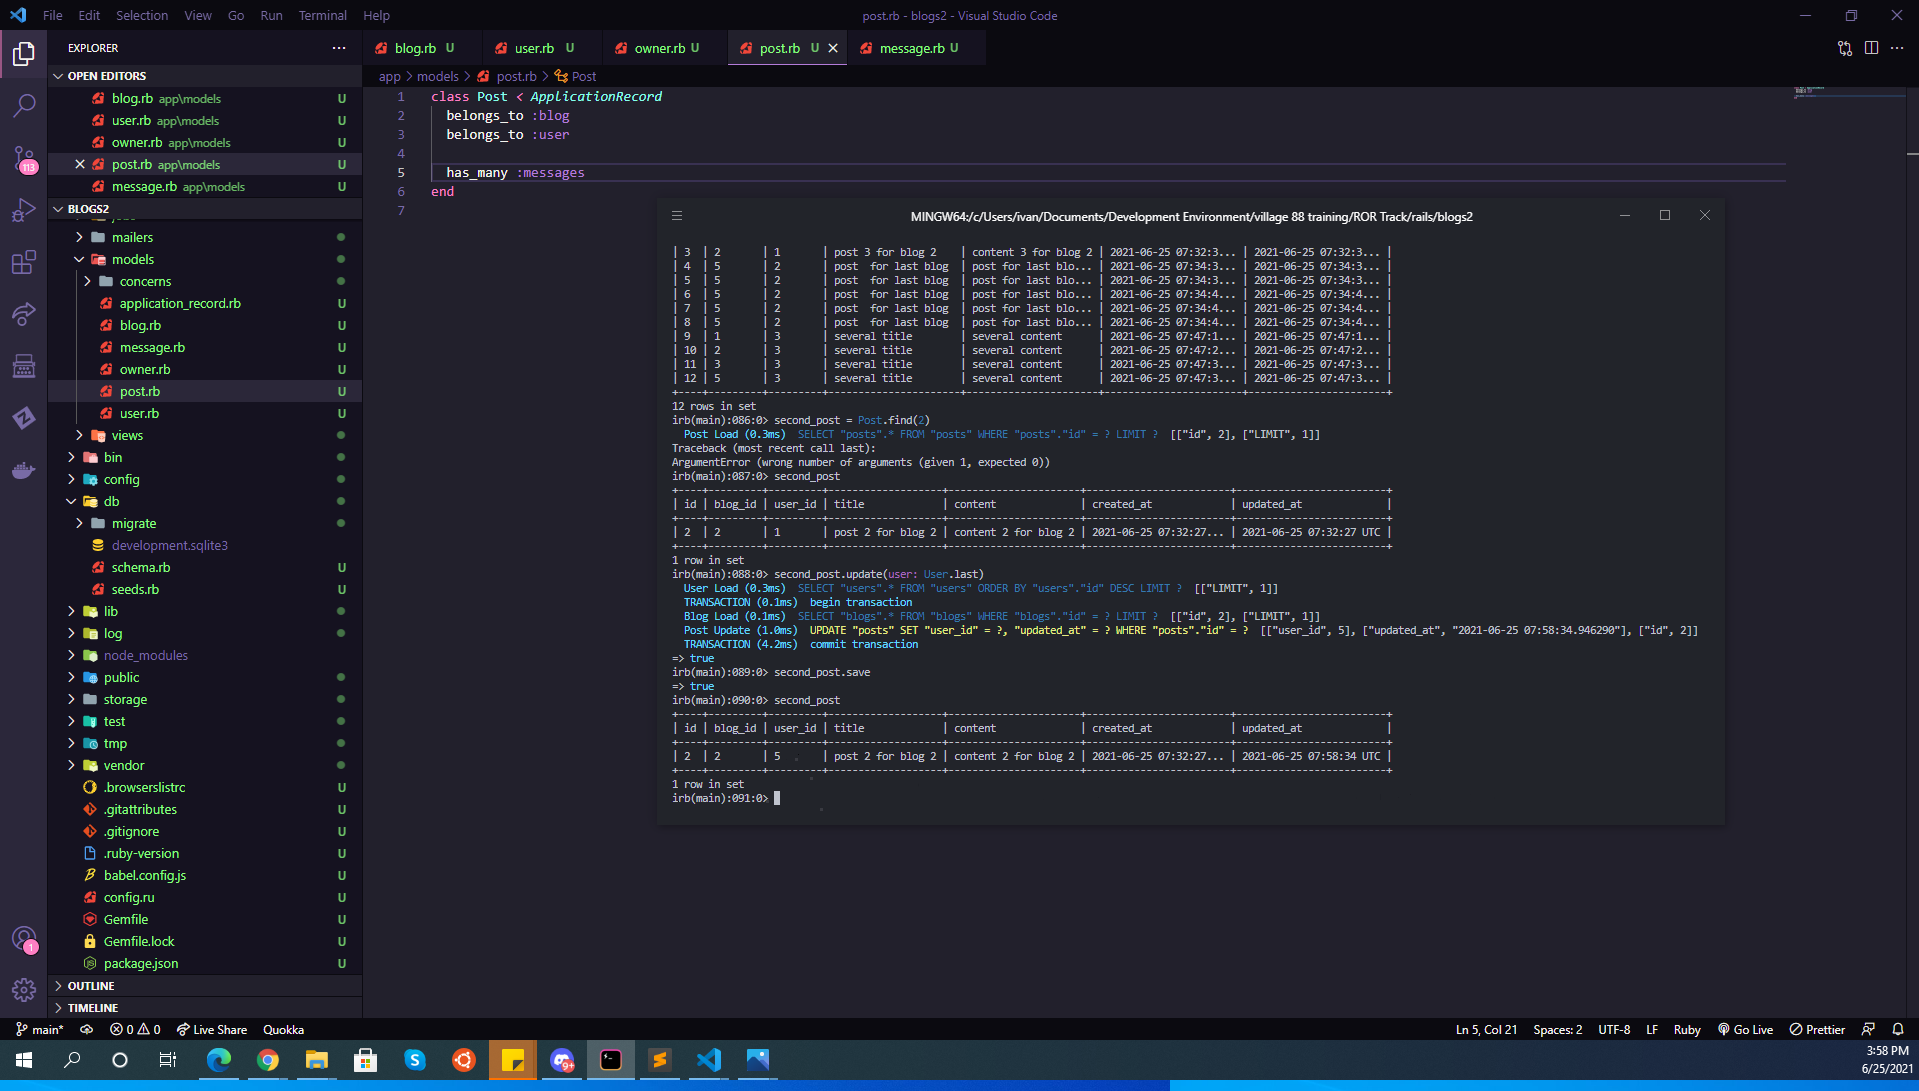 File Edit Selection View Go Run Terminal Help
post.rb - blogs2 - Visual Studio Code
EXPLORER
OPEN EDITORS
blog.rb app\models U
user.rb app\models U
owner.rb app\models U
post.rb app\models U
message.rb app\models U
BLOGS2
mailers
models
concerns
application_record.rb U
blog.rb U
message.rb U
owner.rb U
post.rb U
user.rb U
views
bin
config
db
migrate
development.sqlite3
schema.rb U
seeds.rb U
lib
log
node_modules
public
storage
test
tmp
vendor
.browserslistrc U
.gitattributes U
.gitignore U
.ruby-version U
babel.config.js U
config.ru U
Gemfile U
Gemfile.lock U
package.json U
OUTLINE
TIMELINE
113
1
blog.rb U user.rb U owner.rb U post.rb U message.rb U
app > models > post.rb > Post
1 class Post < ApplicationRecord
2 belongs_to :blog
3 belongs_to :user
4
5 has_many :messages
6 end
7
MINGW64:/c/Users/ivan/Documents/Development Environment/village 88 training/ROR Track/rails/blogs2
| 3 | 2 | 1 | post 3 for blog 2 | content 3 for blog 2 | 2021-06-25 07:32:3... | 2021-06-25 07:32:3... |
| 4 | 5 | 2 | post  for last blog | post for last blo... | 2021-06-25 07:34:3... | 2021-06-25 07:34:3... |
| 5 | 5 | 2 | post  for last blog | post for last blo... | 2021-06-25 07:34:3... | 2021-06-25 07:34:3... |
| 6 | 5 | 2 | post  for last blog | post for last blo... | 2021-06-25 07:34:4... | 2021-06-25 07:34:4... |
| 7 | 5 | 2 | post  for last blog | post for last blo... | 2021-06-25 07:34:4... | 2021-06-25 07:34:4... |
| 8 | 5 | 2 | post  for last blog | post for last blo... | 2021-06-25 07:34:4... | 2021-06-25 07:34:4... |
| 9 | 1 | 3 | several title | several content | 2021-06-25 07:47:1... | 2021-06-25 07:47:1... |
| 10 | 2 | 3 | several title | several content | 2021-06-25 07:47:2... | 2021-06-25 07:47:2... |
| 11 | 3 | 3 | several title | several content | 2021-06-25 07:47:3... | 2021-06-25 07:47:3... |
| 12 | 5 | 3 | several title | several content | 2021-06-25 07:47:3... | 2021-06-25 07:47:3... |
12 rows in set
irb(main):086:0> second_post = Post.find(2)
Post Load (0.3ms) SELECT "posts".* FROM "posts" WHERE "posts"."id" = ? LIMIT ? [["id", 2], ["LIMIT", 1]]
Traceback (most recent call last):
ArgumentError (wrong number of arguments (given 1, expected 0))
irb(main):087:0> second_post
| id | blog_id | user_id | title | content | created_at | updated_at |
| 2 | 2 | 1 | post 2 for blog 2 | content 2 for blog 2 | 2021-06-25 07:32:27... | 2021-06-25 07:32:27 UTC |
1 row in set
irb(main):088:0> second_post.update(user: User.last)
User Load (0.3ms) SELECT "users".* FROM "users" ORDER BY "users"."id" DESC LIMIT ? [["LIMIT", 1]]
TRANSACTION (0.1ms) begin transaction
Blog Load (0.1ms) SELECT "blogs".* FROM "blogs" WHERE "blogs"."id" = ? LIMIT ? [["id", 2], ["LIMIT", 1]]
Post Update (1.0ms) UPDATE "posts" SET "user_id" = ?, "updated_at" = ? WHERE "posts"."id" = ? [["user_id", 5], ["updated_at", "2021-06-25 07:58:34.946290"], ["id", 2]]
TRANSACTION (4.2ms) commit transaction
=> true
irb(main):089:0> second_post.save
=> true
irb(main):090:0> second_post
| id | blog_id | user_id | title | content | created_at | updated_at |
| 2 | 2 | 5 | post 2 for blog 2 | content 2 for blog 2 | 2021-06-25 07:32:27... | 2021-06-25 07:58:34 UTC |
1 row in set
irb(main):091:0>
main* 0 0 Live Share Quokka
Ln 5, Col 21 Spaces: 2 UTF-8 LF Ruby Go Live Prettier
9+
3:58 PM
6/25/2021